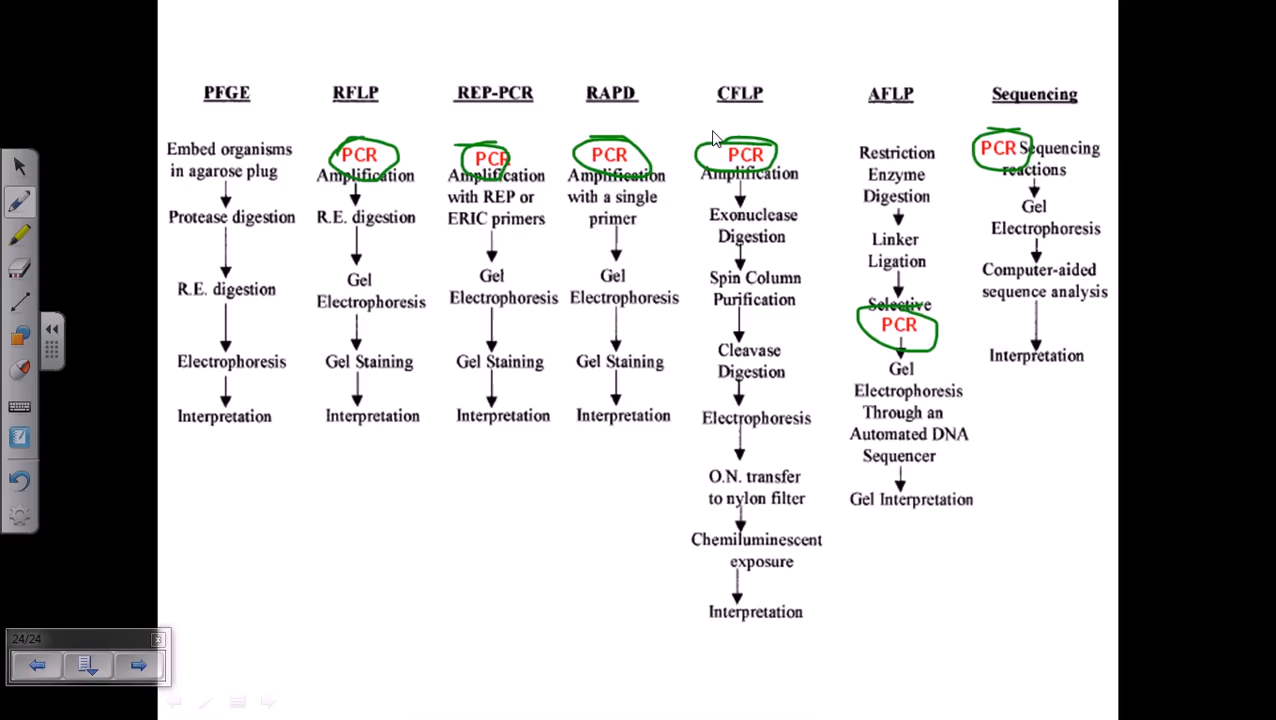 PFGE
Embed organisms
in agarose plug
Protease digestion
R.E. digestion
Electrophoresis
Interpretation
RFLP
PCR
Amplification
R.E. digestion
Gel
Electrophoresis
Gel Staining
Interpretation
REP-PCR
PCR
Amplification
with REP or
ERIC primers
Gel
Electrophoresis
Gel Staining
Interpretation
RAPD
PCR
Amplification
with a single
primer
Gel
Electrophoresis
Gel Staining
Interpretation
CFLP
PCR
Amplification
Exonuclease
Digestion
Spin Column
Purification
Cleavase
Digestion
Electrophoresis
O.N. transfer
to nylon filter
Chemiluminescent
exposure
Interpretation
AFLP
Restriction
Enzyme
Digestion
Linker
Ligation
Selective
PCR
Gel
Electrophoresis
Through an
Automated DNA
Sequencer
Gel Interpretation
Sequencing
PCR Sequencing
reactions
Gel
Electrophoresis
Computer-aided
sequence analysis
Interpretation
24/24